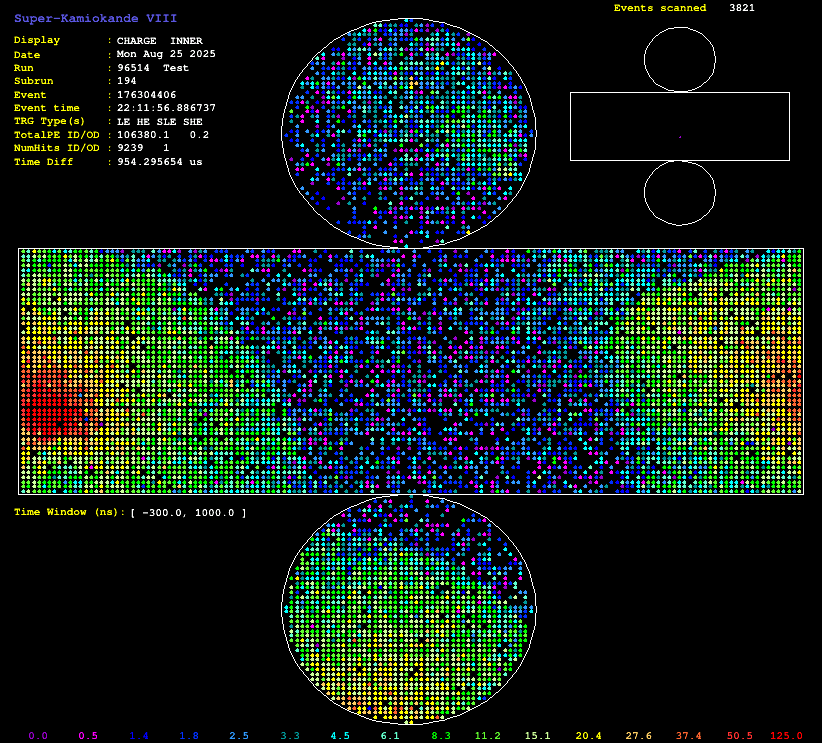 Super-Kamiokande VIII
Events scanned 3821
Display : CHARGE INNER
Date : Mon Aug 25 2025
Run : 96514 Test
Subrun : 194
Event : 176304406
Event time : 22:11:56.886737
TRG Type(s) : LE HE SLE SHE
TotalPE ID/OD : 106380.1 0.2
NumHits ID/OD : 9239 1
Time Diff : 954.295654 us
Time Window (ns): [ -300.0, 1000.0 ]
0.0 0.5 1.4 1.8 2.5 3.3 4.5 6.1 8.3 11.2 15.1 20.4 27.6 37.4 50.5 125.0